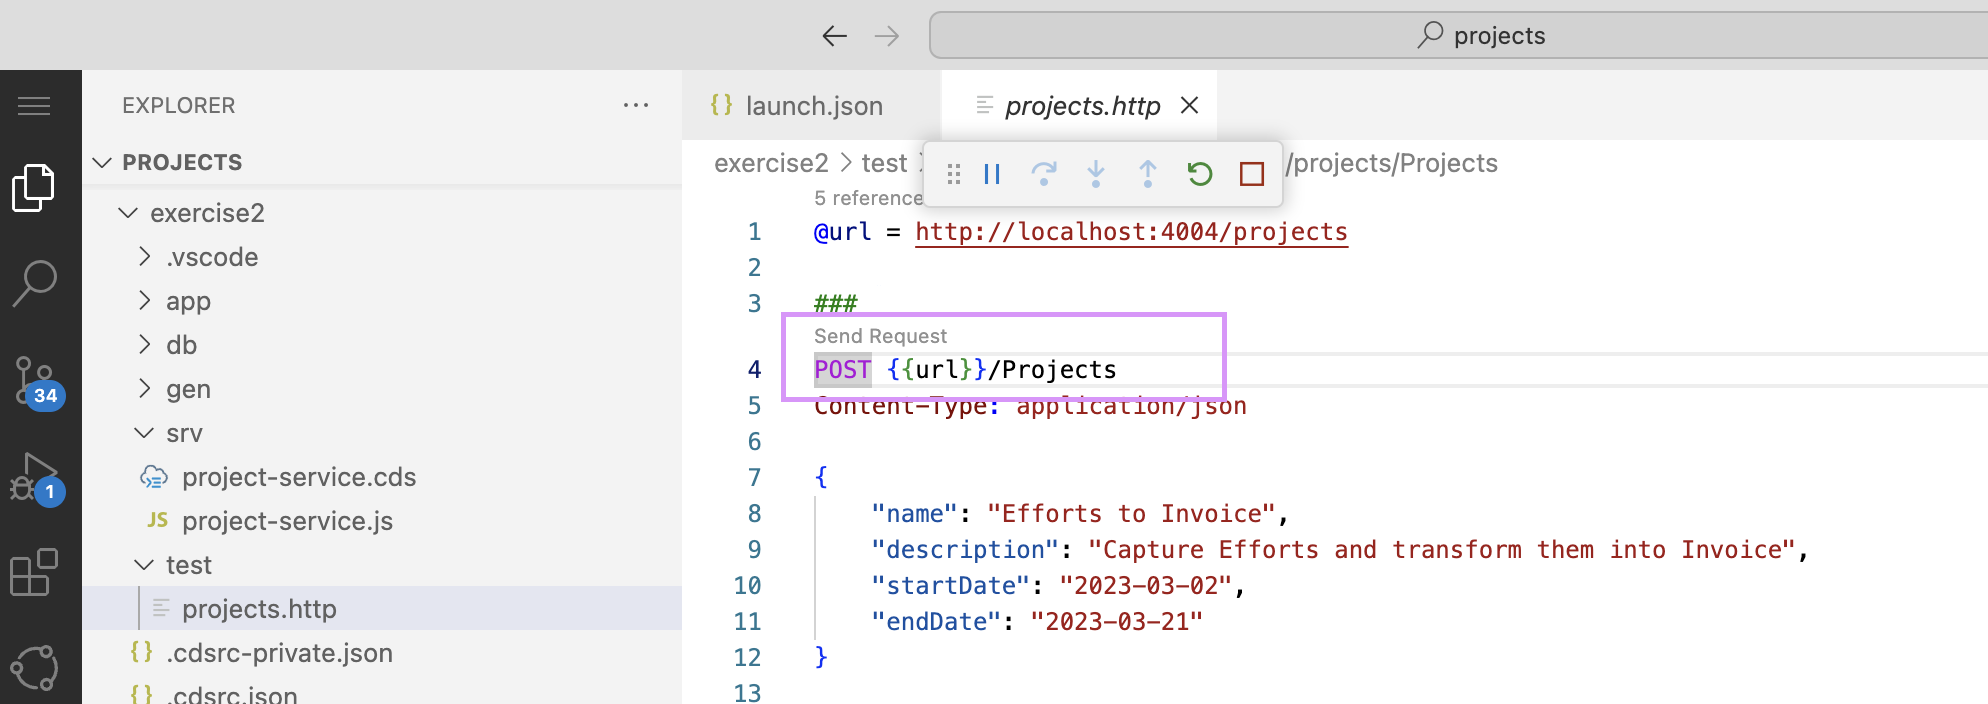 projects
EXPLORER
PROJECTS
exercise2
.vscode
app
db
gen
srv
project-service.cds
JS project-service.js
test
projects.http
{} .cdsrc-private.json
{} .cdsrc.json
34
1
{} launch.json
projects.http
exercise2 > test > /projects/Projects
5 reference
1 @url = http://localhost:4004/projects
2
3 ###
Send Request
4 POST {{url}}/Projects
5 Content-Type: application/json
6
7 {
8 "name": "Efforts to Invoice",
9 "description": "Capture Efforts and transform them into Invoice",
10 "startDate": "2023-03-02",
11 "endDate": "2023-03-21"
12 }
13